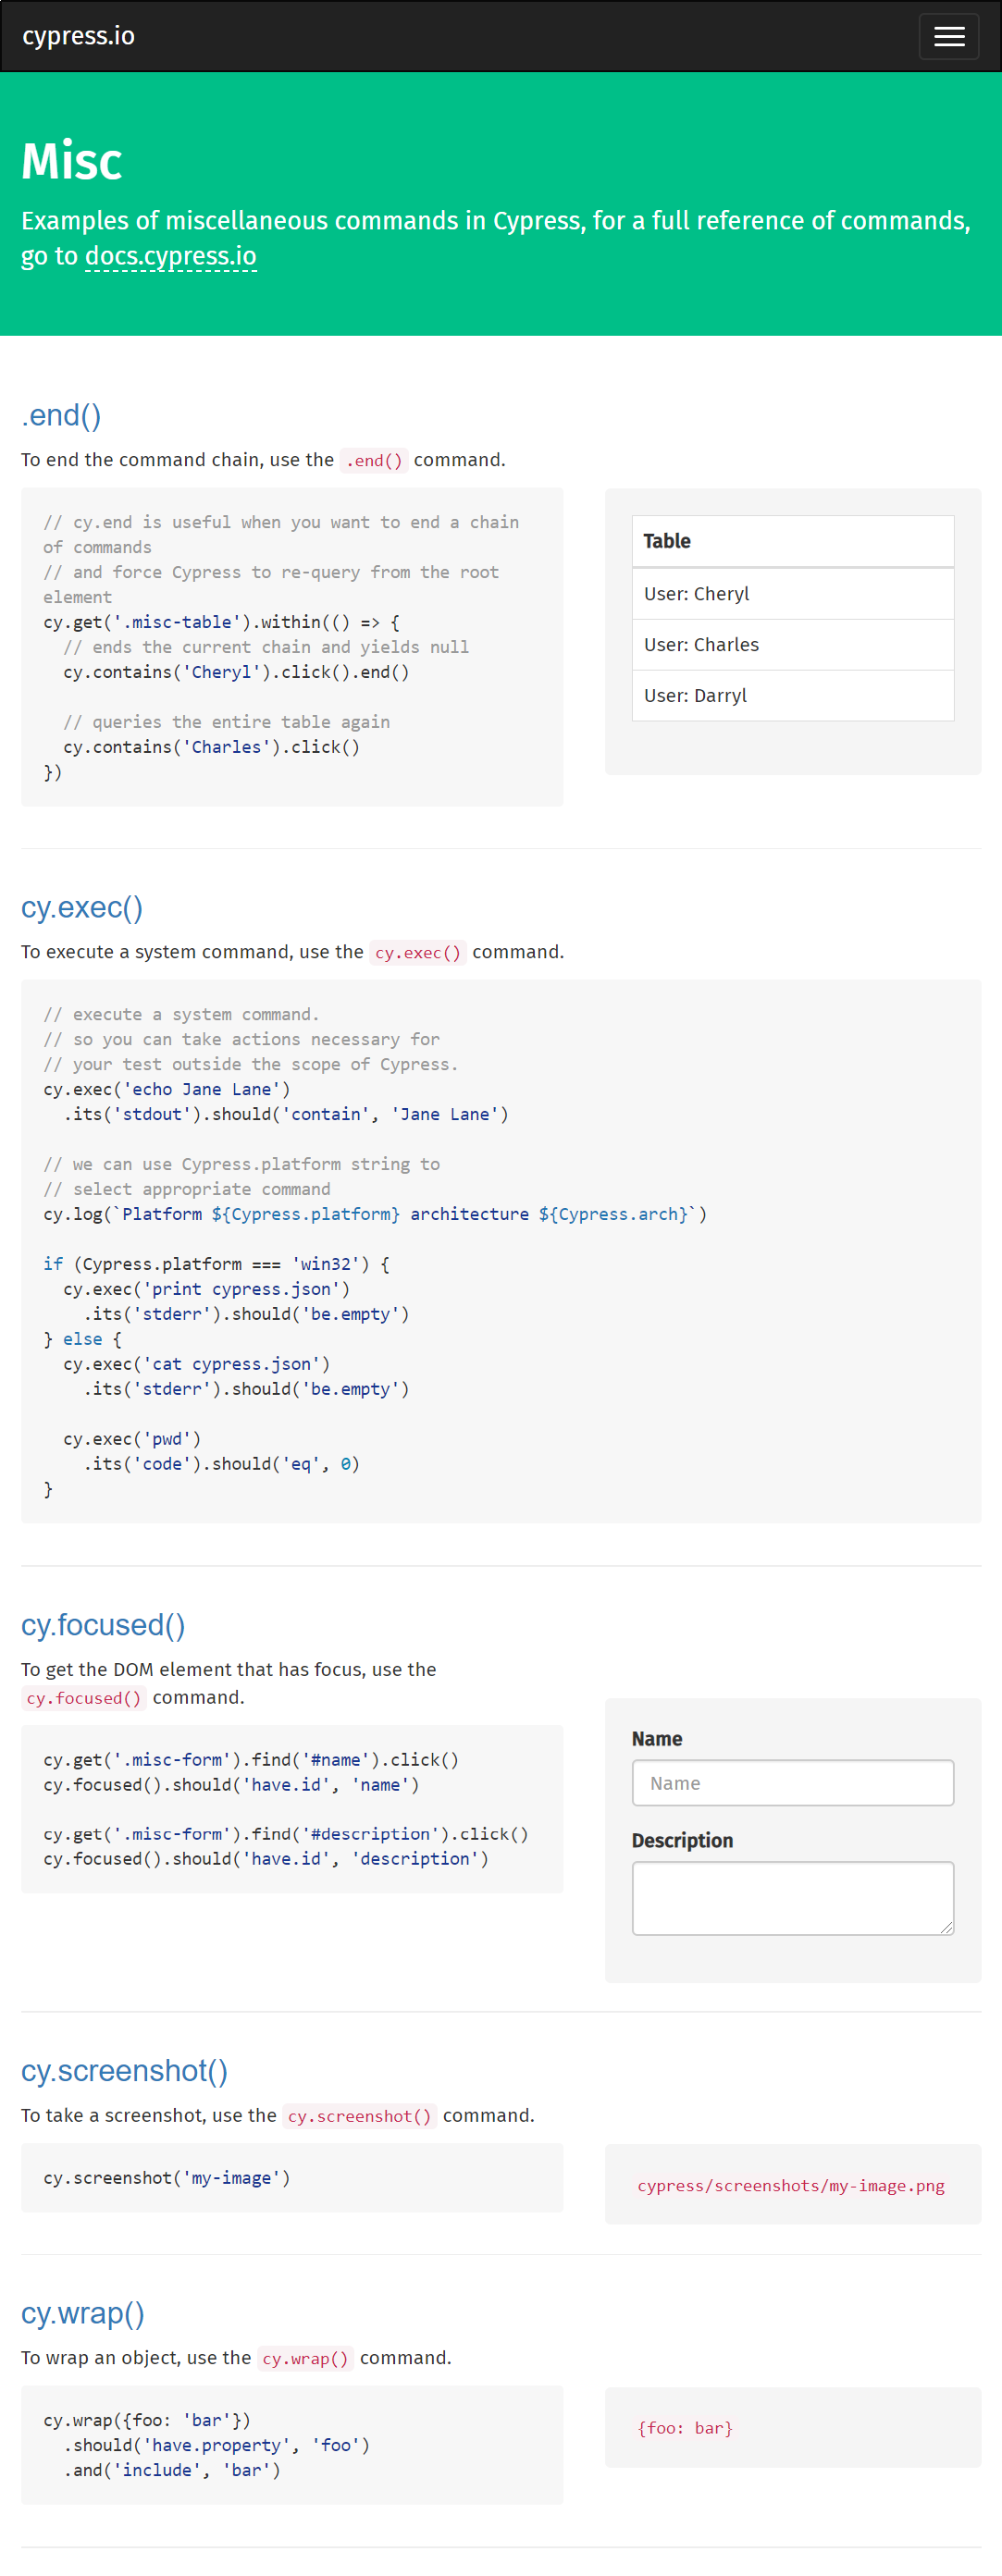 cypress.io
Misc
Examples of miscellaneous commands in Cypress, for a full reference of commands,
go to docs.cypress.io
.end()
To end the command chain, use the .end() command.
// cy.end is useful when you want to end a chain
of commands
// and force Cypress to re-query from the root
element
cy.get('.misc-table').within(() => {
  // ends the current chain and yields null
  cy.contains('Cheryl').click().end()

  // queries the entire table again
  cy.contains('Charles').click()
})
Table
User: Cheryl
User: Charles
User: Darryl
cy.exec()
To execute a system command, use the cy.exec() command.
// execute a system command.
// so you can take actions necessary for
// your test outside the scope of Cypress.
cy.exec('echo Jane Lane')
  .its('stdout').should('contain', 'Jane Lane')

// we can use Cypress.platform string to
// select appropriate command
cy.log(`Platform ${Cypress.platform} architecture ${Cypress.arch}`)

if (Cypress.platform === 'win32') {
  cy.exec('print cypress.json')
    .its('stderr').should('be.empty')
} else {
  cy.exec('cat cypress.json')
    .its('stderr').should('be.empty')

  cy.exec('pwd')
    .its('code').should('eq', 0)
}
cy.focused()
To get the DOM element that has focus, use the
cy.focused() command.
cy.get('.misc-form').find('#name').click()
cy.focused().should('have.id', 'name')

cy.get('.misc-form').find('#description').click()
cy.focused().should('have.id', 'description')
Name
Name
Description
cy.screenshot()
To take a screenshot, use the cy.screenshot() command.
cy.screenshot('my-image')
cypress/screenshots/my-image.png
cy.wrap()
To wrap an object, use the cy.wrap() command.
cy.wrap({foo: 'bar'})
  .should('have.property', 'foo')
  .and('include', 'bar')
{foo: bar}